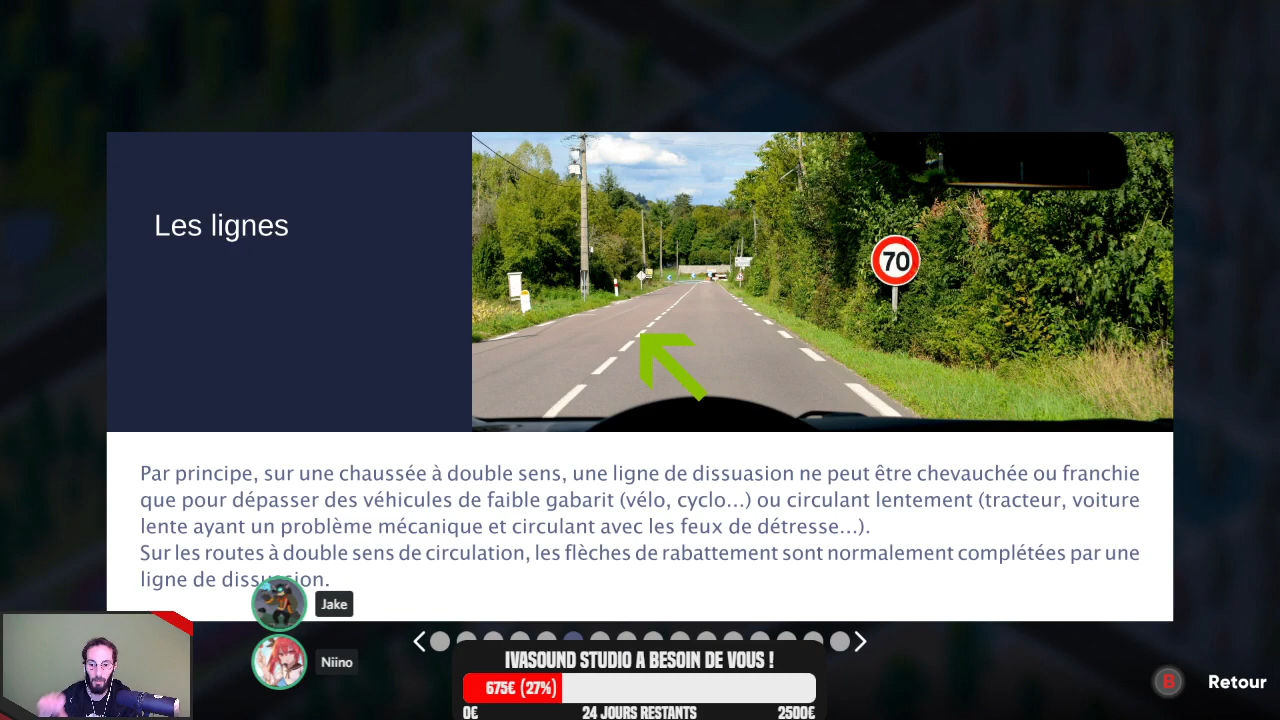 Les lignes
70
Par principe, sur une chaussée à double sens, une ligne de dissuasion ne peut être chevauchée ou franchie
que pour dépasser des véhicules de faible gabarit (vélo, cyclo...) ou circulant lentement (tracteur, voiture
lente ayant un problème mécanique et circulant avec les feux de détresse...).
Sur les routes à double sens de circulation, les flèches de rabattement sont normalement complétées par une
ligne de dissuasion.
Jake
Niino
IVASOUND STUDIO A BESOIN DE VOUS !
675€ (27%)
0€ 24 JOURS RESTANTS 2500€
B Retour